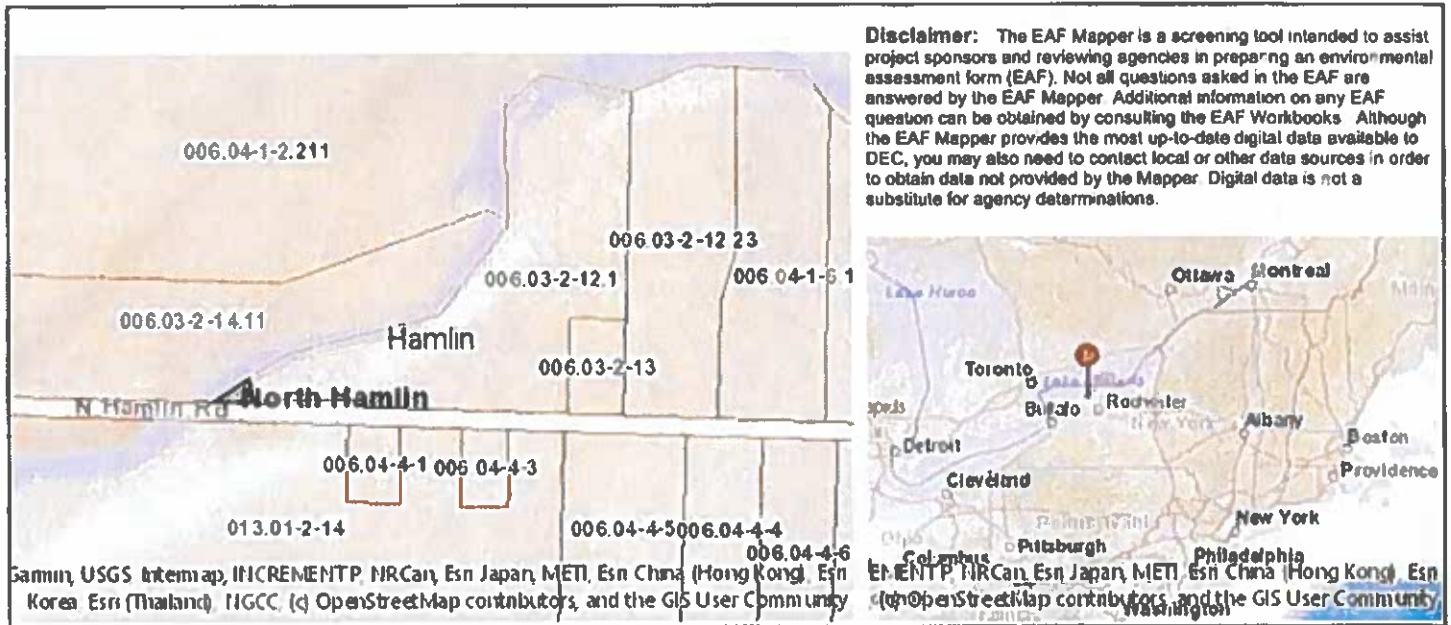 Disclaimer: The EAF Mapper is a screening tool intended to assist
project sponsors and reviewing agencies in preparing an environmental
assessment form (EAF). Not all questions asked in the EAF are
answered by the EAF Mapper. Additional information on any EAF
question can be obtained by consulting the EAF Workbooks. Although
the EAF Mapper provides the most up-to-date digital data available to
DEC, you may also need to contact local or other data sources in order
to obtain data not provided by the Mapper. Digital data is not a
substitute for agency determinations.
006.04-1-2.211
006.03-2-12.23
006.03-2-12.1
006.04-1-6.1
006.03-2-14.11
Hamlin
006.03-2-13
North Hamlin
N Hamlin Rd
006.04-4-1
006.04-4-3
013.01-2-14
006.04-4-5
006.04-4-4
006.04-4-6
Garmin, USGS, Intermap, INCREMENT P, NRCan, Esri Japan, METI, Esri China (Hong Kong), Esri
Korea, Esri (Thailand), NGCC, (c) OpenStreetMap contributors, and the GIS User Community
Ottawa
Montreal
Lake Huron
Toronto
Buffalo
Rochester
New York
Albany
Detroit
Boston
Providence
Cleveland
New York
Pittsburgh
Philadelphia
Columbus
Washington
EMENT P, NRCan, Esri Japan, METI, Esri China (Hong Kong), Esri
OpenStreetMap contributors, and the GIS User Community